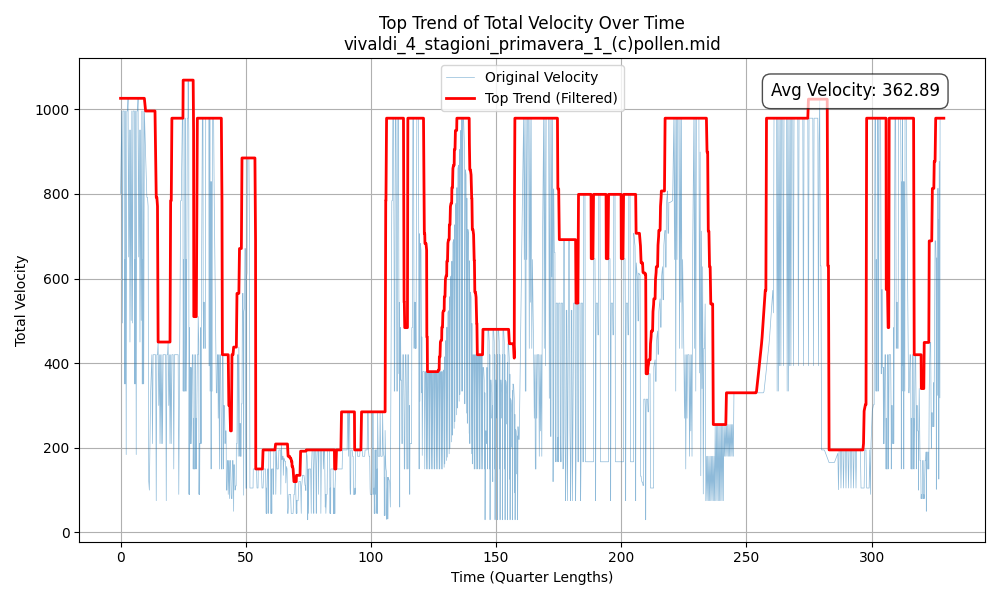 Top Trend of Total Velocity Over Time
vivaldi_4_stagioni_primavera_1_(c)pollen.mid
Original Velocity
Top Trend (Filtered)
Avg Velocity: 362.89
Total Velocity
1000
800
600
400
200
0
0 50 100 150 200 250 300
Time (Quarter Lengths)